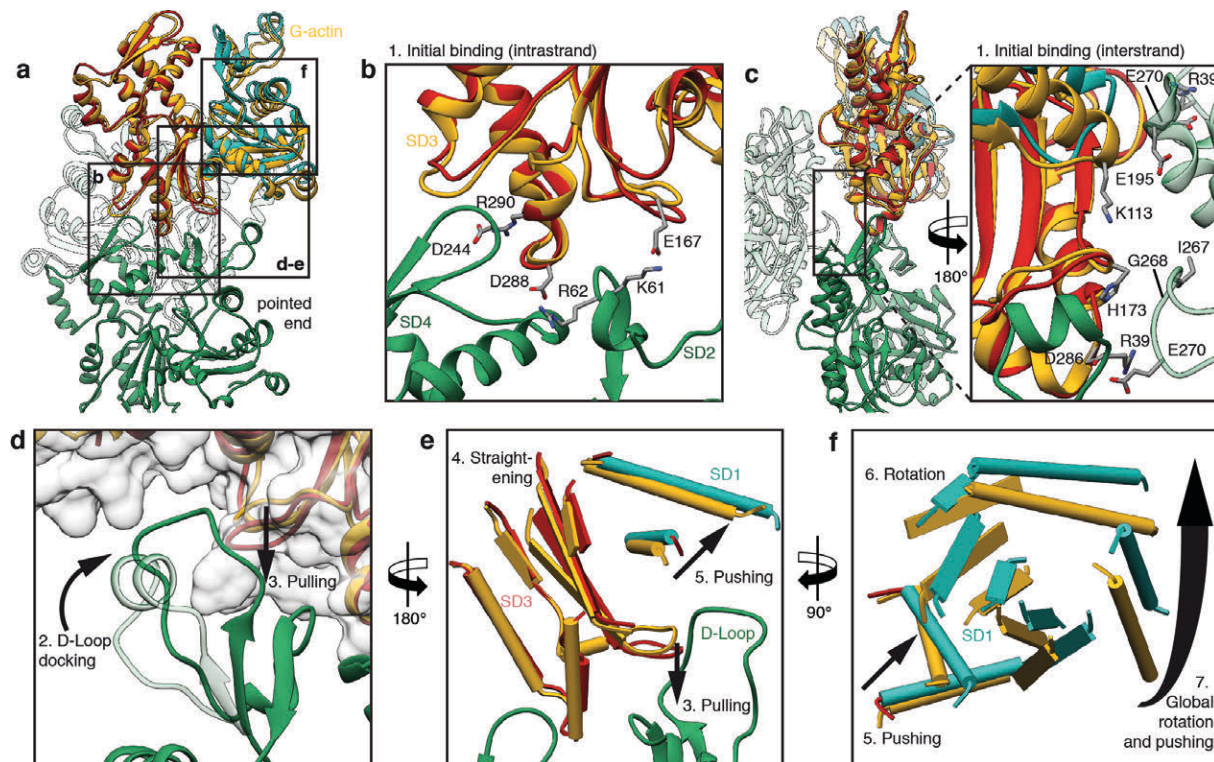 a
G-actin
f
b
d-e
pointed
end
b
1. Initial binding (intrastrand)
SD3
R290
D244
E167
D288
R62
K61
SD4
SD2
c
180°
1. Initial binding (interstrand)
E270
R39
E195
K113
I267
G268
H173
D286
R39
E270
d
2. D-Loop
docking
3. Pulling
180°
e
4. Straight-
ening
SD1
5. Pushing
SD3
D-Loop
3. Pulling
90°
f
6. Rotation
SD1
5. Pushing
7.
Global
rotation
and pushing